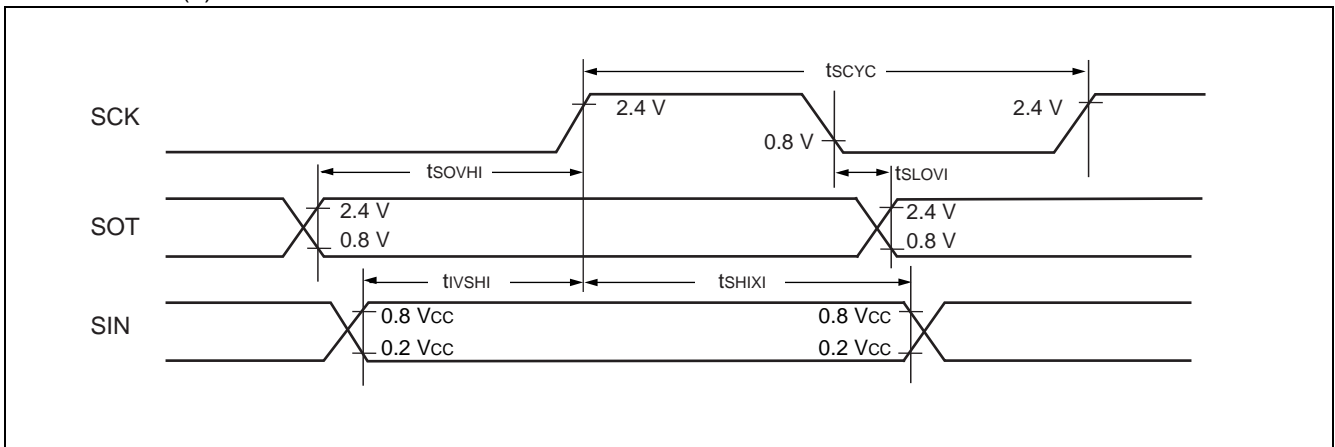 (2)
tSCYC
SCK
2.4 V
2.4 V
0.8 V
tSOVHI
tSLOVI
SOT
2.4 V
2.4 V
0.8 V
0.8 V
tIVSHI
tSHIXI
SIN
0.8 VCC
0.8 VCC
0.2 VCC
0.2 VCC